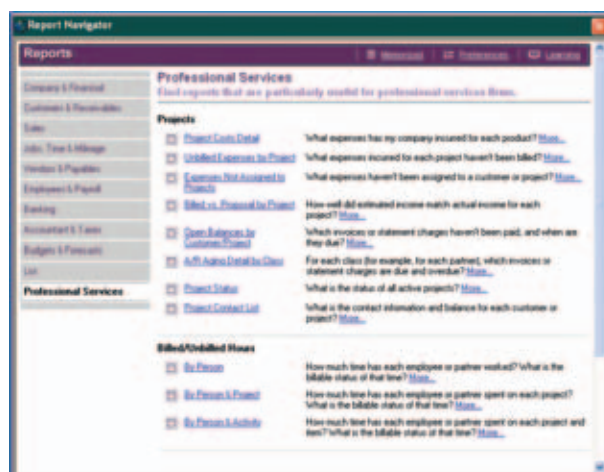 Report Navigator
Reports
Memorized
Preferences
Learning
Company & Financial
Customers & Receivables
Sales
Jobs, Time & Mileage
Vendors & Payables
Employees & Payroll
Banking
Accountant & Taxes
Budgets & Forecasts
List
Professional Services
Professional Services
Find reports that are particularly useful for professional services firms.
Projects
Project Costs Detail
What expenses has my company incurred for each product? More...
Unbilled Expenses by Project
What expenses incurred for each project haven't been billed? More...
Expenses Not Assigned to
Projects
What expenses haven't been assigned to a customer or project? More...
Billed vs. Proposal by Project
How well did estimated income match actual income for each
project? More...
Open Balances by
Customer/Project
Which invoices or statement charges haven't been paid, and when are
they due? More...
A/R Aging Detail by Class
For each class (for example, for each partner), which invoices or
statement charges are due and overdue? More...
Project Status
What is the status of all active projects? More...
Project Contact List
What is the contact information and balance for each customer or
project? More...
Billed/Unbilled Hours
By Person
How much time has each employee or partner worked? What is the
billable status of that time? More...
By Person & Project
How much time has each employee or partner spent on each project?
What is the billable status of that time? More...
By Person & Activity
How much time has each employee or partner spent on each project and
item? What is the billable status of that time? More...